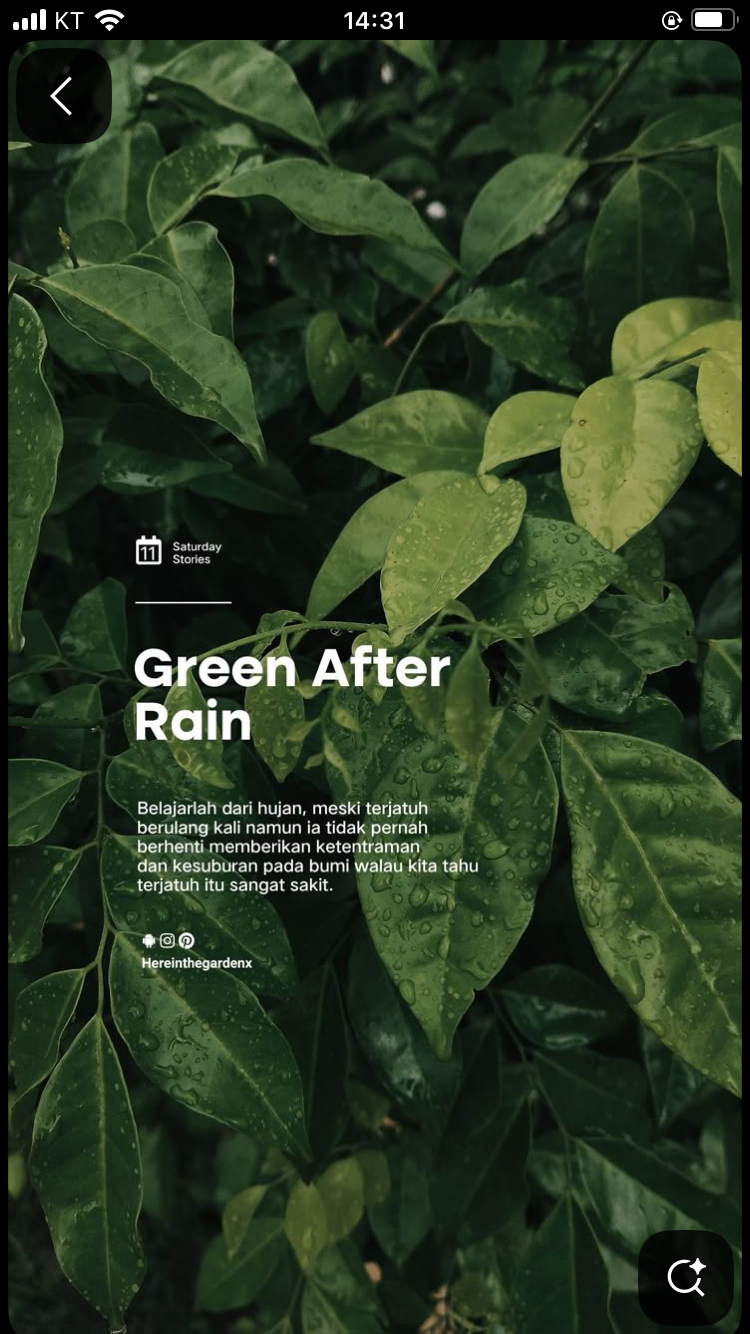 KT
14:31
11
Saturday
Stories
Green After
Rain
Belajarlah dari hujan, meski terjatuh
berulang kali namun ia tidak pernah
berhenti memberikan ketentraman
dan kesuburan pada bumi walau kita tahu
terjatuh itu sangat sakit.
Hereinthegardenx